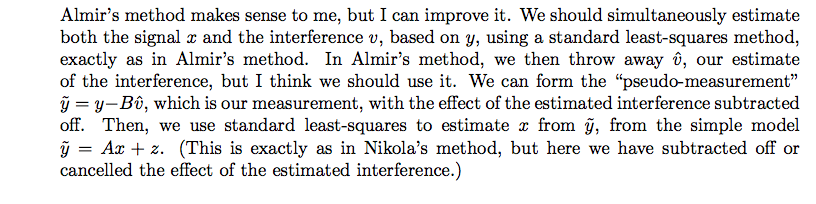 Almir’s method makes sense to me, but I can improve it. We should simultaneously estimate
both the signal x and the interference v, based on y, using a standard least-squares method,
exactly as in Almir’s method. In Almir’s method, we then throw away v̂, our estimate
of the interference, but I think we should use it. We can form the “pseudo-measurement”
ỹ = y−Bv̂, which is our measurement, with the effect of the estimated interference subtracted
off. Then, we use standard least-squares to estimate x from ỹ, from the simple model
ỹ = Ax + z. (This is exactly as in Nikola’s method, but here we have subtracted off or
cancelled the effect of the estimated interference.)